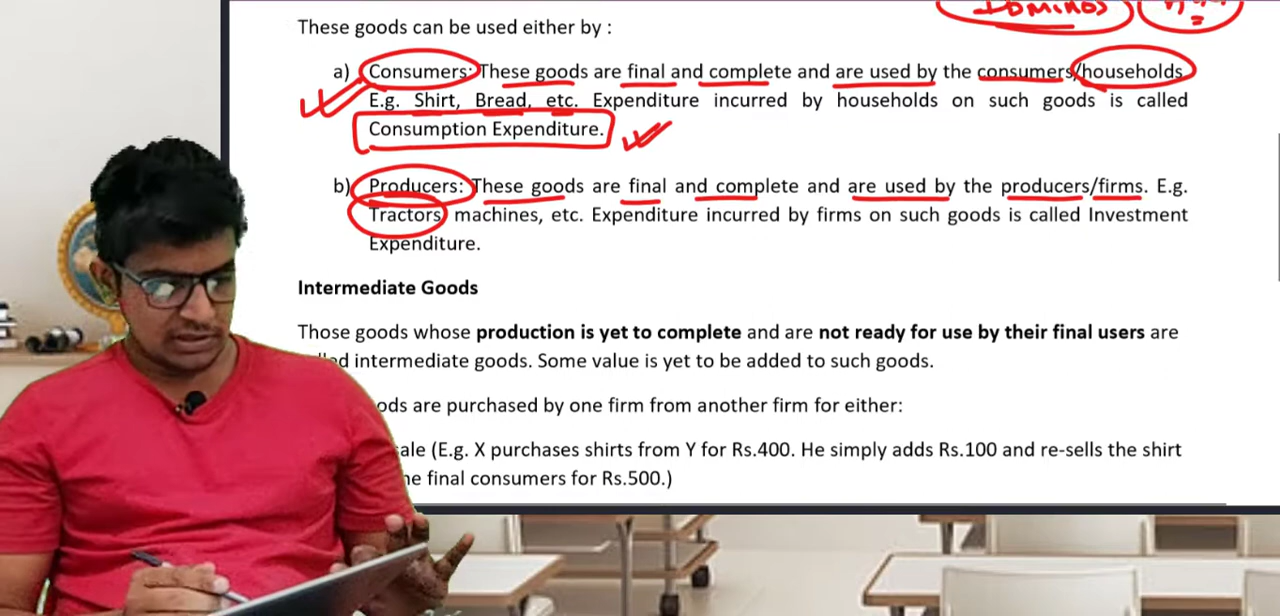 DOMINOS
These goods can be used either by :
a) Consumers: These goods are final and complete and are used by the consumers/households
E.g. Shirt, Bread, etc. Expenditure incurred by households on such goods is called
Consumption Expenditure.
b) Producers: These goods are final and complete and are used by the producers/firms. E.g.
Tractors machines, etc. Expenditure incurred by firms on such goods is called Investment
Expenditure.
Intermediate Goods
Those goods whose production is yet to complete and are not ready for use by their final users are
intermediate goods. Some value is yet to be added to such goods.
are purchased by one firm from another firm for either:
(E.g. X purchases shirts from Y for Rs.400. He simply adds Rs.100 and re-sells the shirt
final consumers for Rs.500.)